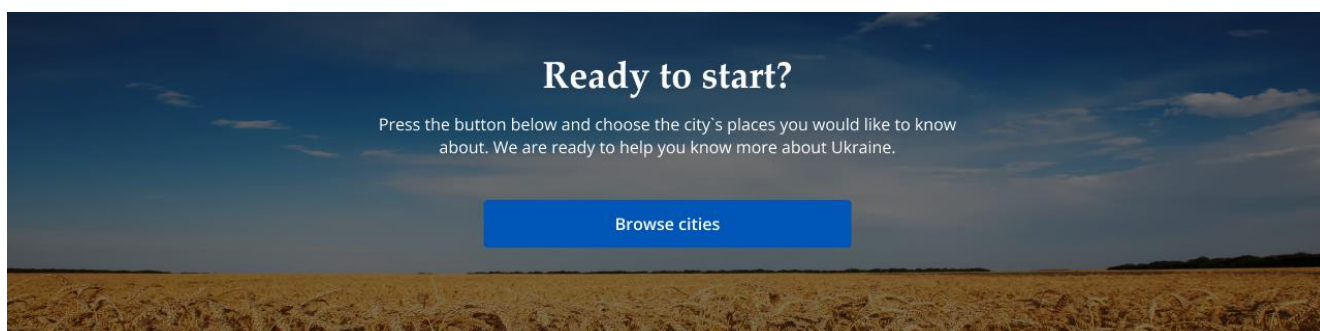 Ready to start?
Press the button below and choose the city`s places you would like to know
about. We are ready to help you know more about Ukraine.
Browse cities